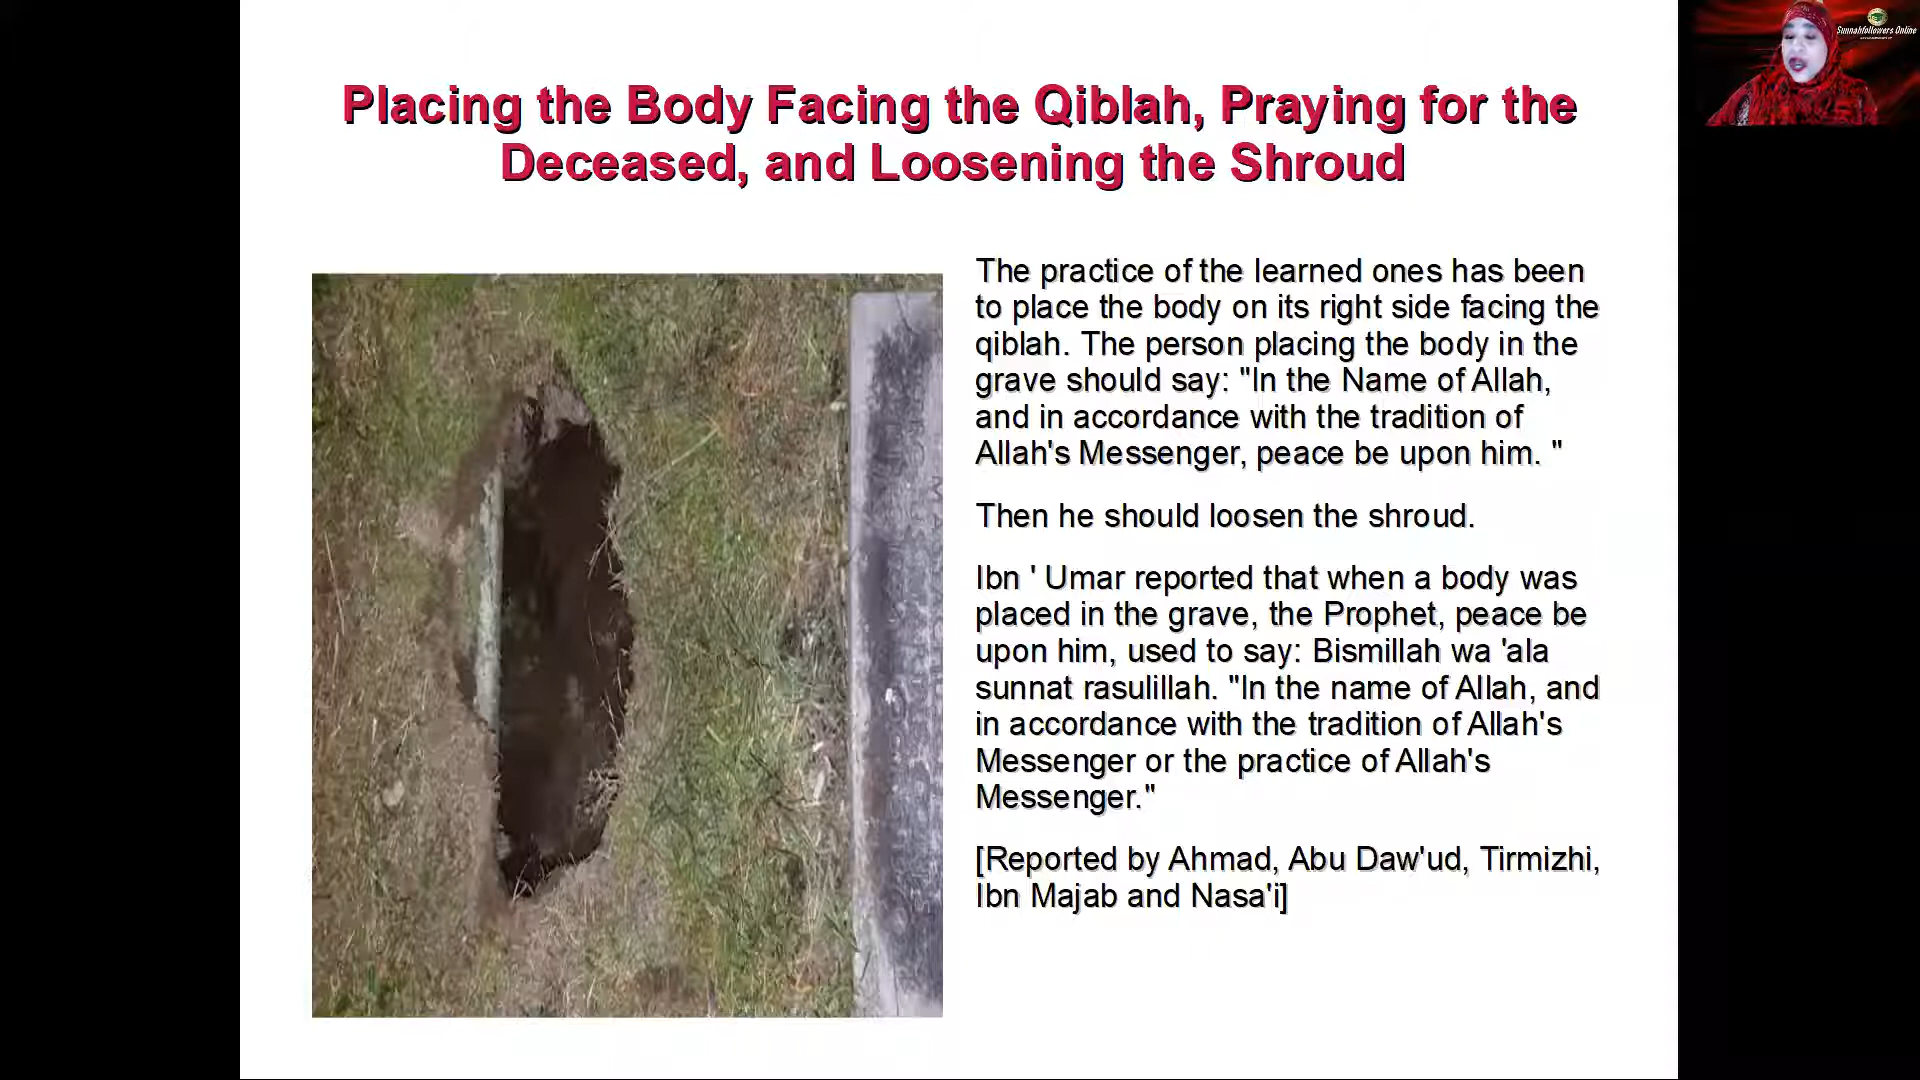 Placing the Body Facing the Qiblah, Praying for the
Deceased, and Loosening the Shroud
The practice of the learned ones has been
to place the body on its right side facing the
qiblah. The person placing the body in the
grave should say: "In the Name of Allah,
and in accordance with the tradition of
Allah's Messenger, peace be upon him. "
Then he should loosen the shroud.
Ibn ' Umar reported that when a body was
placed in the grave, the Prophet, peace be
upon him, used to say: Bismillah wa 'ala
sunnat rasulillah. "In the name of Allah, and
in accordance with the tradition of Allah's
Messenger or the practice of Allah's
Messenger."
[Reported by Ahmad, Abu Daw'ud, Tirmizhi,
Ibn Majab and Nasa'i]
Sunnahfollowers Online